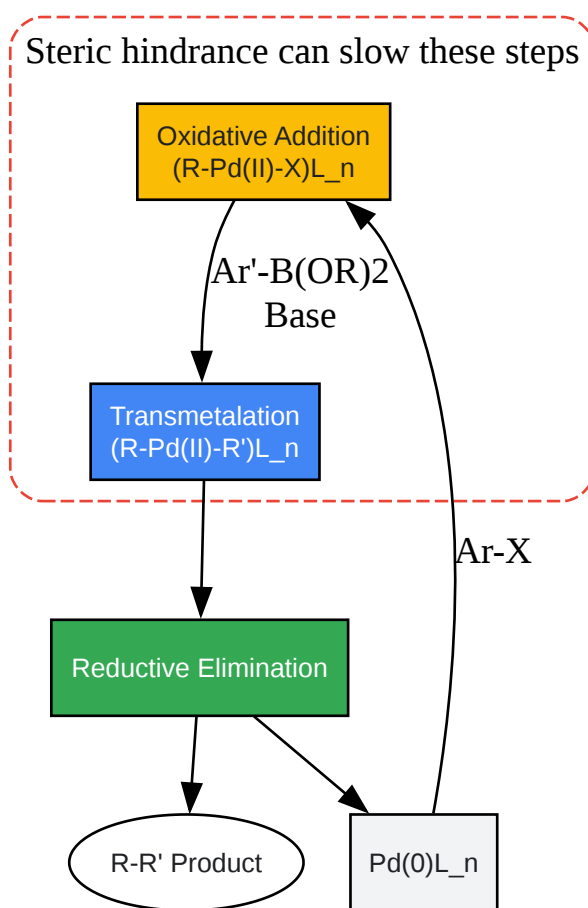 Steric hindrance can slow these steps
Oxidative Addition
(R-Pd(II)-X)L_n
Ar'-B(OR)2
Base
Transmetalation
(R-Pd(II)-R')L_n
Ar-X
Reductive Elimination
R-R' Product
Pd(0)L_n